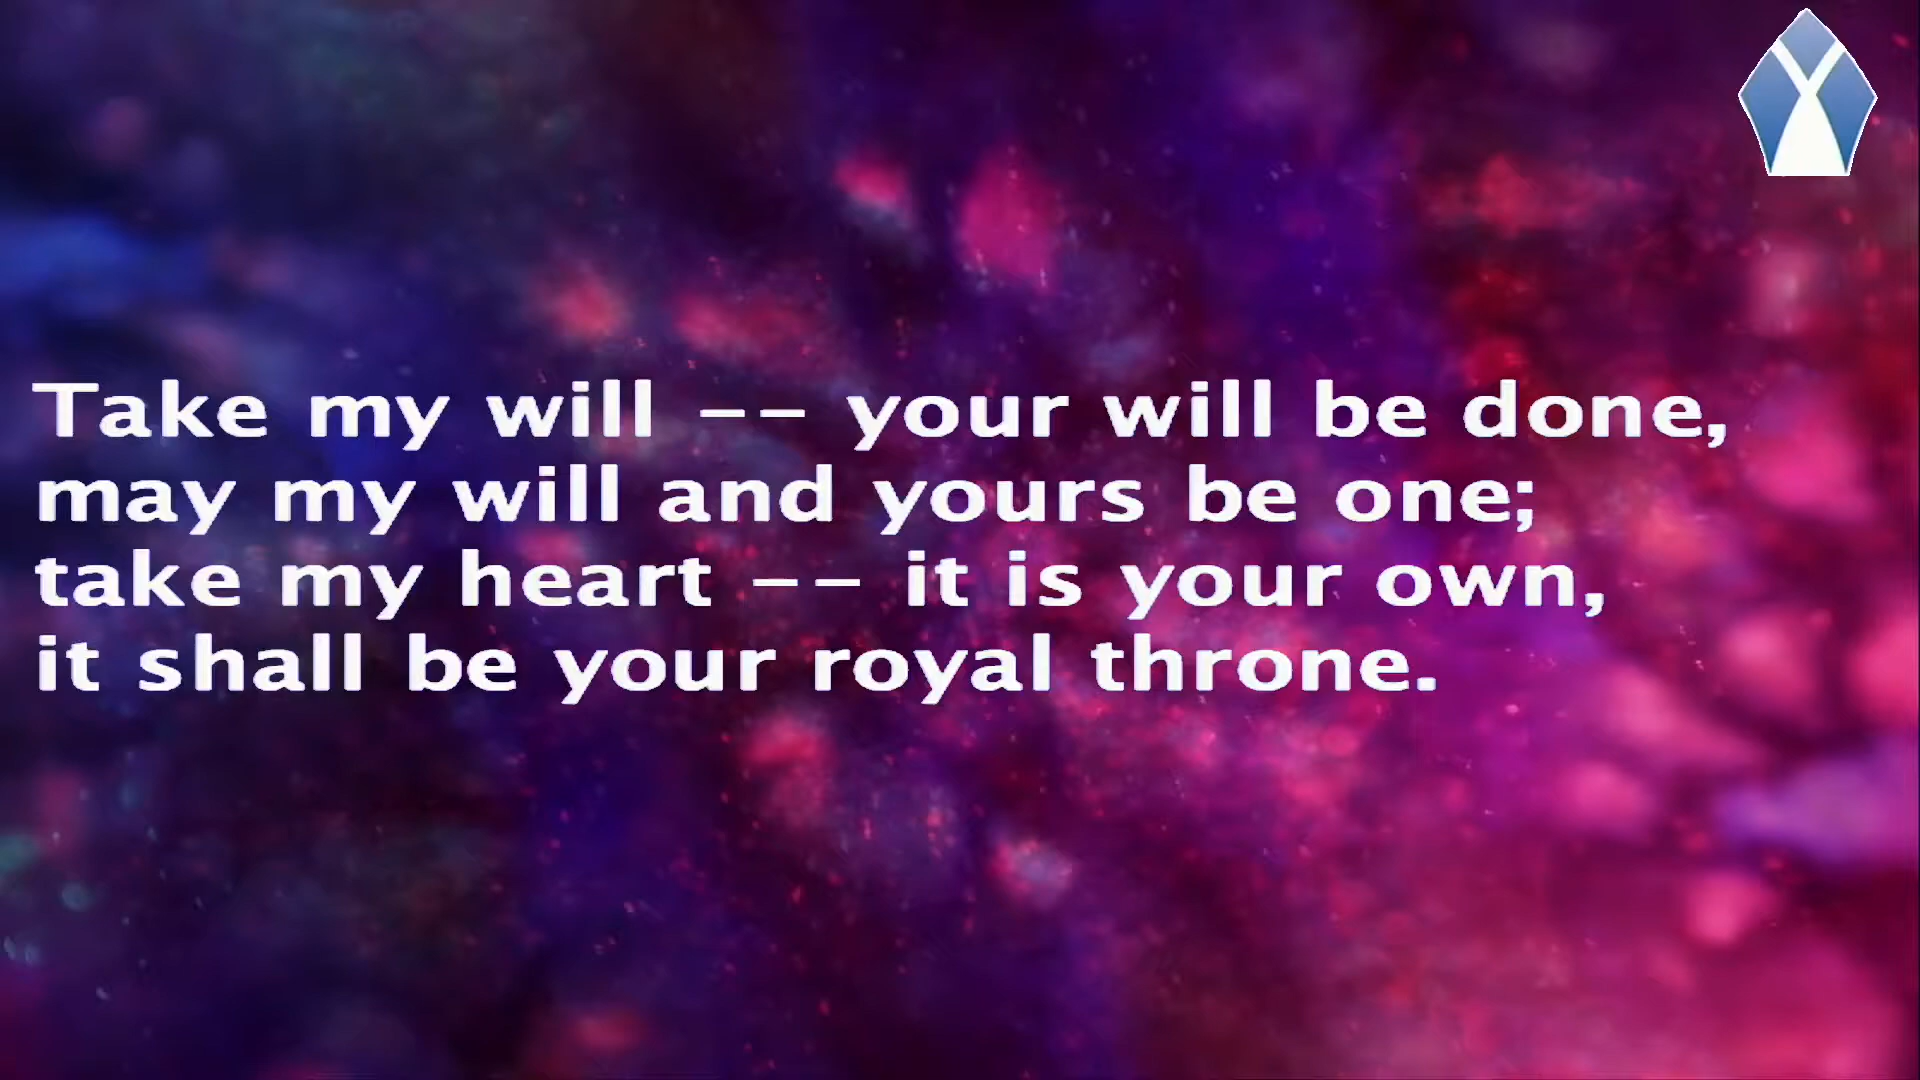 Take my will -- your will be done,
may my will and yours be one;
take my heart -- it is your own,
it shall be your royal throne.